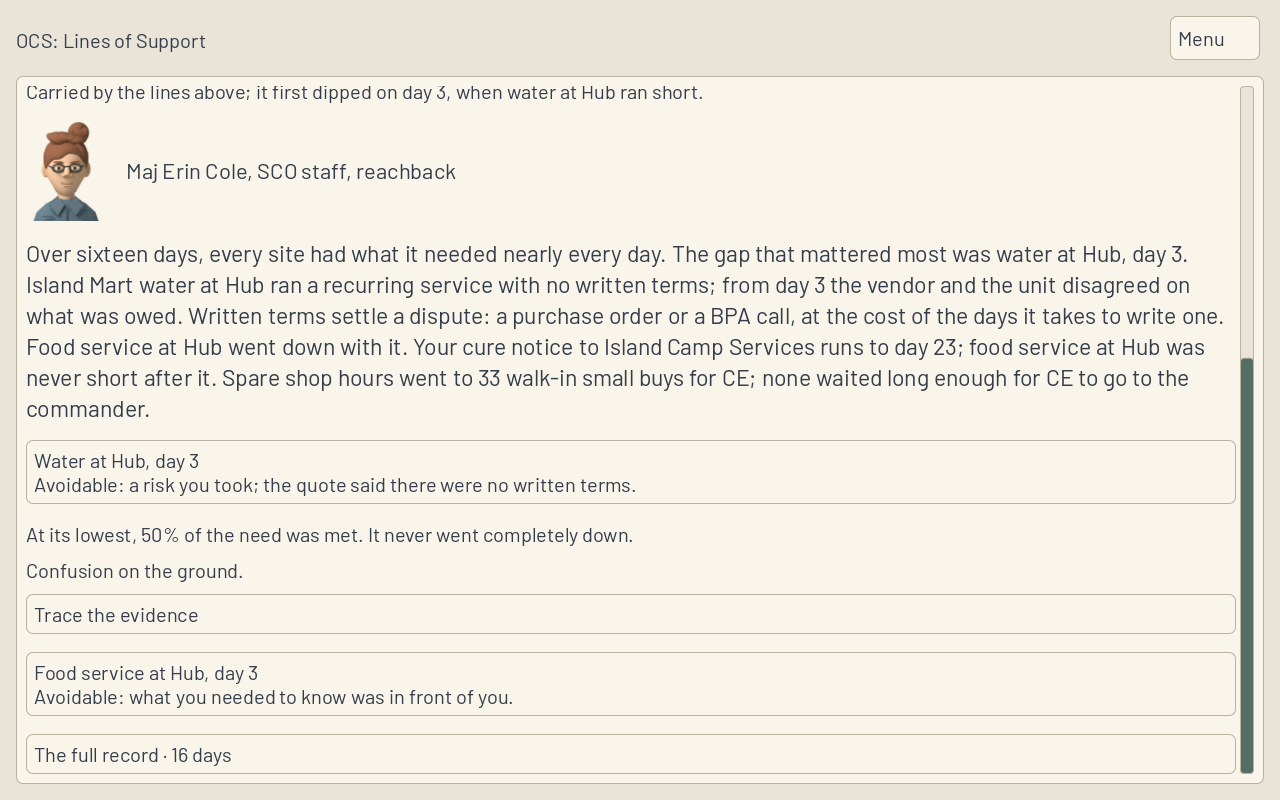 OCS: Lines of Support
Menu
Carried by the lines above; it first dipped on day 3, when water at Hub ran short.
Maj Erin Cole, SCO staff, reachback
Over sixteen days, every site had what it needed nearly every day. The gap that mattered most was water at Hub, day 3.
Island Mart water at Hub ran a recurring service with no written terms; from day 3 the vendor and the unit disagreed on
what was owed. Written terms settle a dispute: a purchase order or a BPA call, at the cost of the days it takes to write one.
Food service at Hub went down with it. Your cure notice to Island Camp Services runs to day 23; food service at Hub was
never short after it. Spare shop hours went to 33 walk-in small buys for CE; none waited long enough for CE to go to the
commander.
Water at Hub, day 3
Avoidable: a risk you took; the quote said there were no written terms.
At its lowest, 50% of the need was met. It never went completely down.
Confusion on the ground.
Trace the evidence
Food service at Hub, day 3
Avoidable: what you needed to know was in front of you.
The full record · 16 days